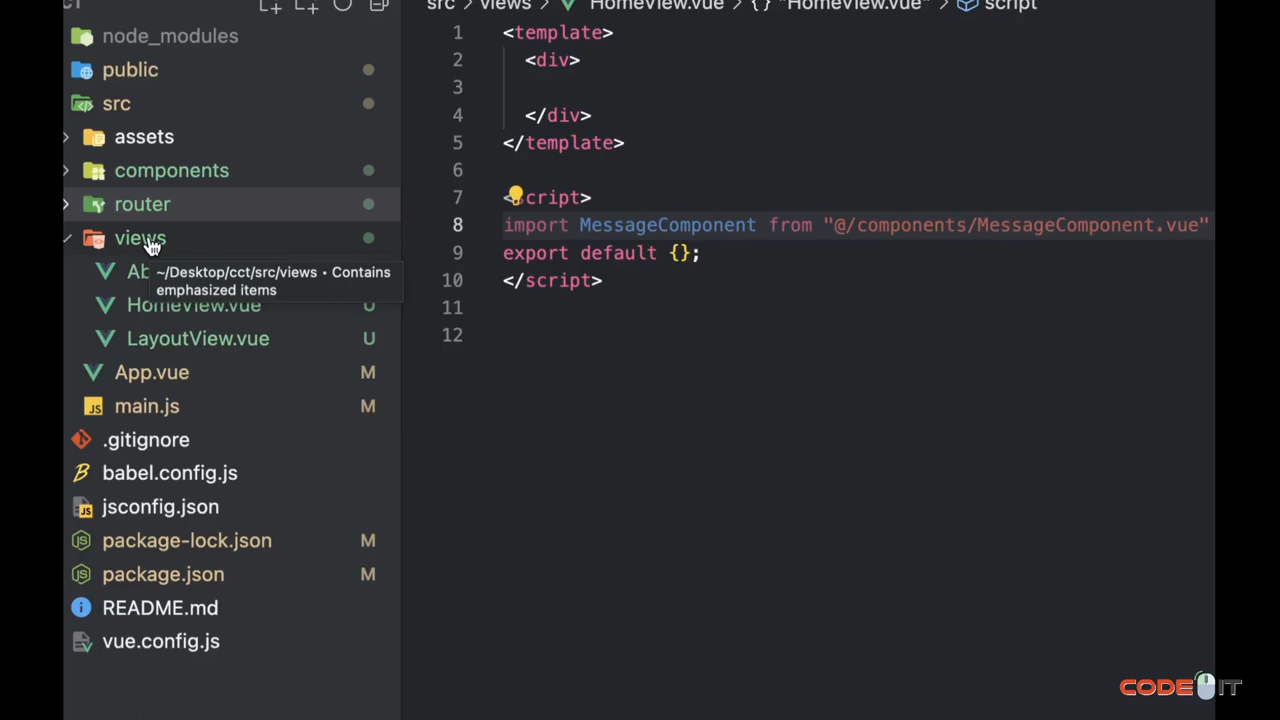 src > views > HomeView.vue > {} "HomeView.vue" > script
node_modules
public
src
assets
components
router
views
~/Desktop/cct/src/views • Contains
emphasized items
HomeView.vue U
LayoutView.vue U
App.vue M
JS main.js M
.gitignore
babel.config.js
JS jsconfig.json
package-lock.json M
package.json M
README.md
vue.config.js
1 <template>
2 <div>
3
4 </div>
5 </template>
6
7 <script>
8 import MessageComponent from "@/components/MessageComponent.vue"
9 export default {};
10 </script>
11
12
CODE IT